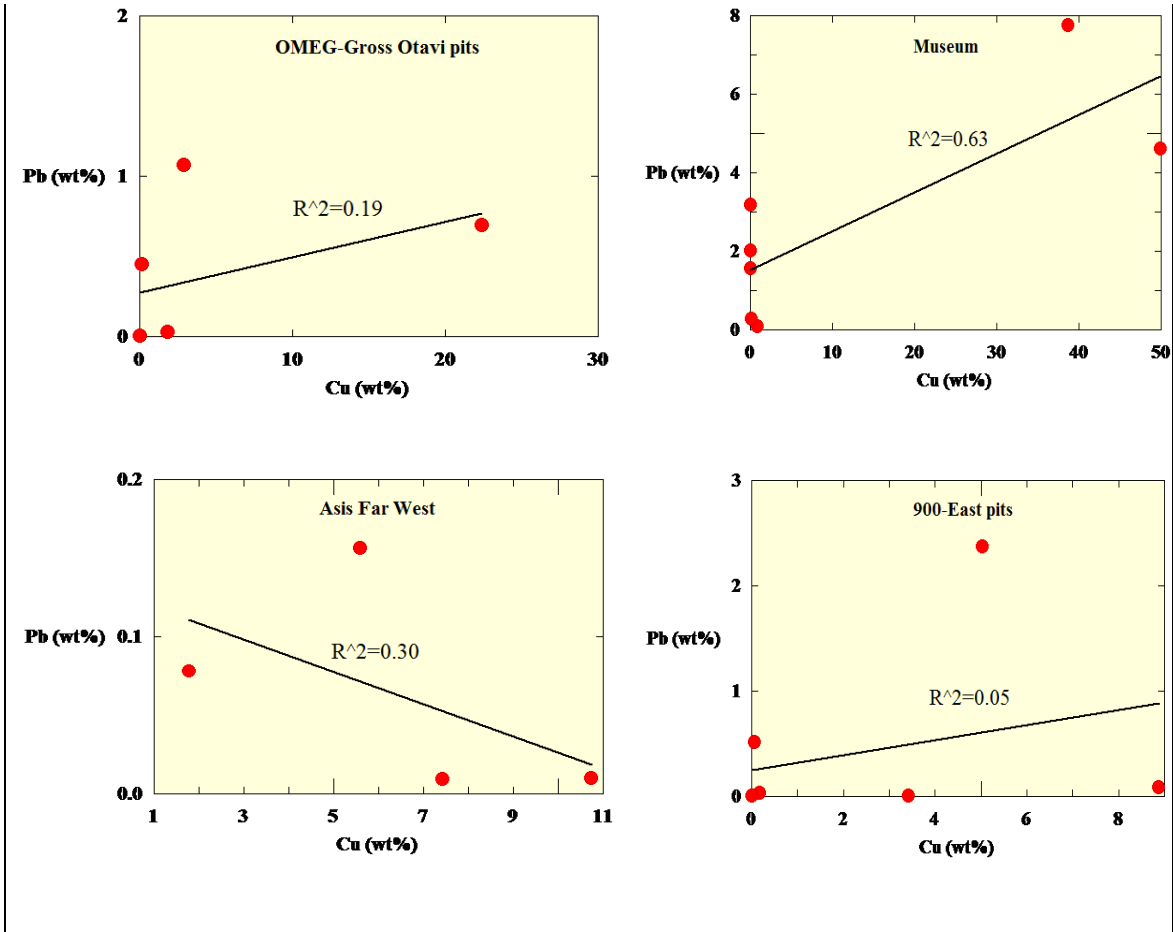 OMEG-Gross Otavi pits
Pb (wt%)
2
1
0
R^2=0.19
0 10 20 30
Cu (wt%)
Museum
Pb (wt%)
8
6
4
2
0
R^2=0.63
0 10 20 30 40 50
Cu (wt%)
Asis Far West
Pb (wt%)
0.2
0.1
0.0
R^2=0.30
1 3 5 7 9 11
Cu (wt%)
900-East pits
Pb (wt%)
3
2
1
0
R^2=0.05
0 2 4 6 8
Cu (wt%)